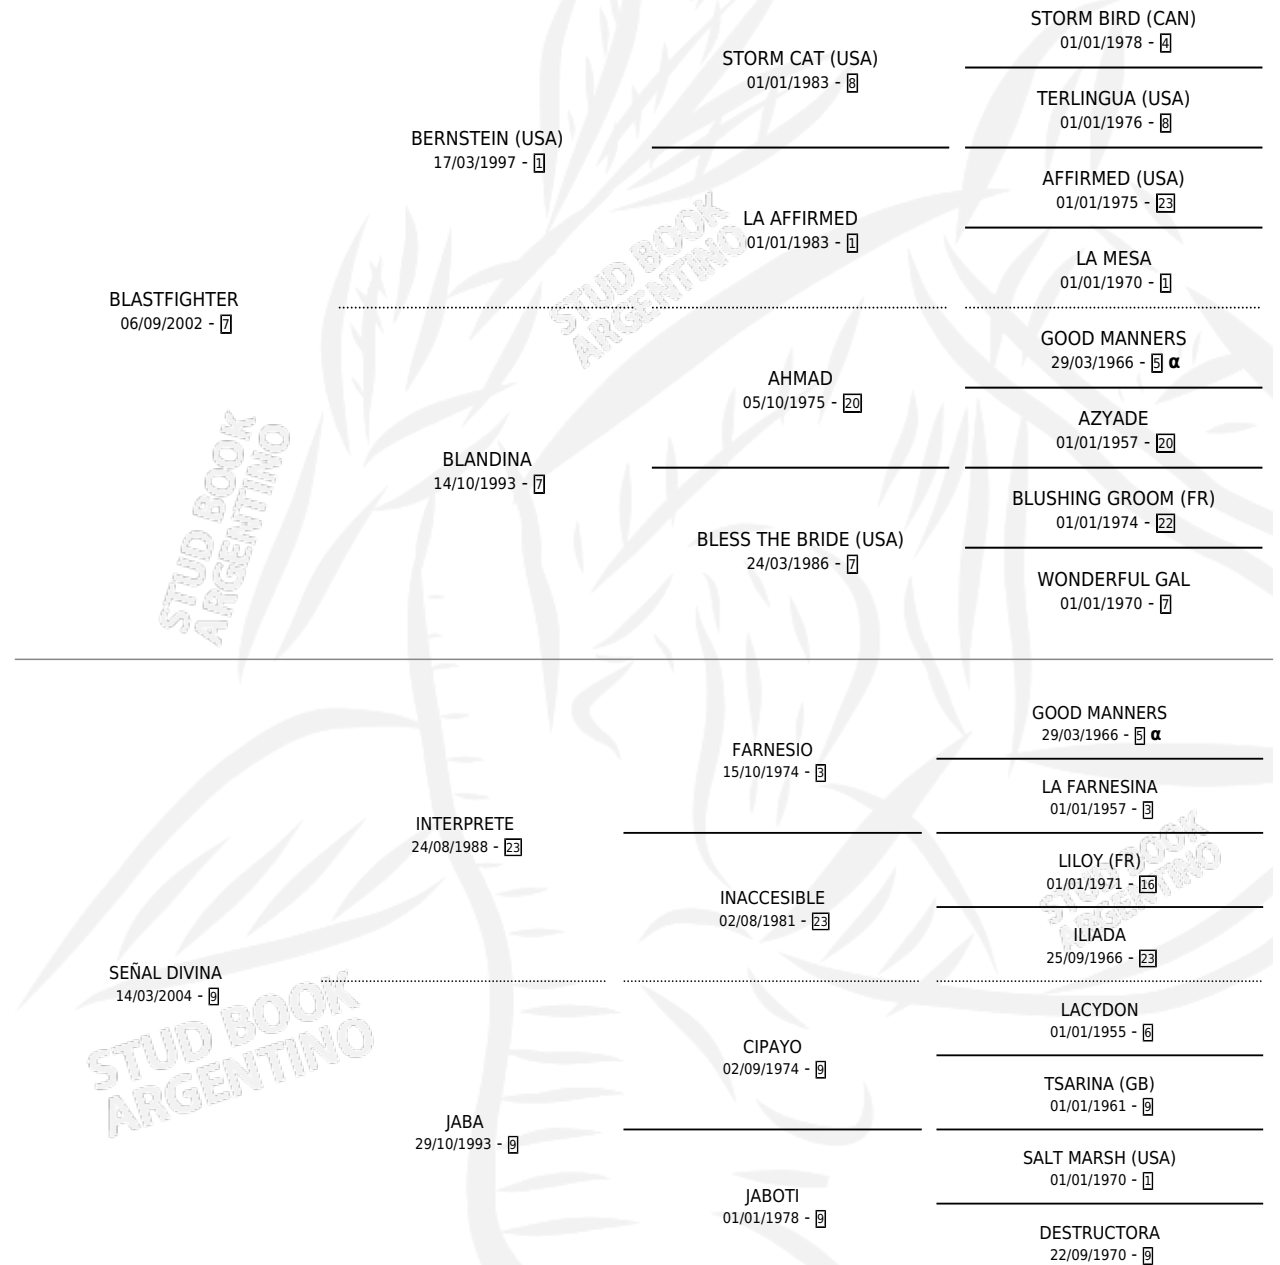 STORM BIRD (CAN)
01/01/1978 - 4
STORM CAT (USA)
01/01/1983 - 8
TERLINGUA (USA)
01/01/1976 - 8
BERNSTEIN (USA)
17/03/1997 - 1
AFFIRMED (USA)
01/01/1975 - 23
LA AFFIRMED
01/01/1983 - 1
LA MESA
01/01/1970 - 1
BLASTFIGHTER
06/09/2002 - 7
GOOD MANNERS
29/03/1966 - 5 α
AHMAD
05/10/1975 - 20
AZYADE
01/01/1957 - 20
BLANDINA
14/10/1993 - 7
BLUSHING GROOM (FR)
01/01/1974 - 22
BLESS THE BRIDE (USA)
24/03/1986 - 7
WONDERFUL GAL
01/01/1970 - 7
GOOD MANNERS
29/03/1966 - 5 α
FARNESIO
15/10/1974 - 3
LA FARNESINA
01/01/1957 - 3
INTERPRETE
24/08/1988 - 23
LILOY (FR)
01/01/1971 - 16
INACCESIBLE
02/08/1981 - 23
ILIADA
25/09/1966 - 23
SEÑAL DIVINA
14/03/2004 - 9
LACYDON
01/01/1955 - 6
CIPAYO
02/09/1974 - 9
TSARINA (GB)
01/01/1961 - 9
JABA
29/10/1993 - 9
SALT MARSH (USA)
01/01/1970 - 1
JABOTI
01/01/1978 - 9
DESTRUCTORA
22/09/1970 - 9
STUD BOOK
ARGENTINO
STUD BOOK
ARGENTINO
STUD BOOK
ARGENTINO
STUD BOOK
ARGENTINO